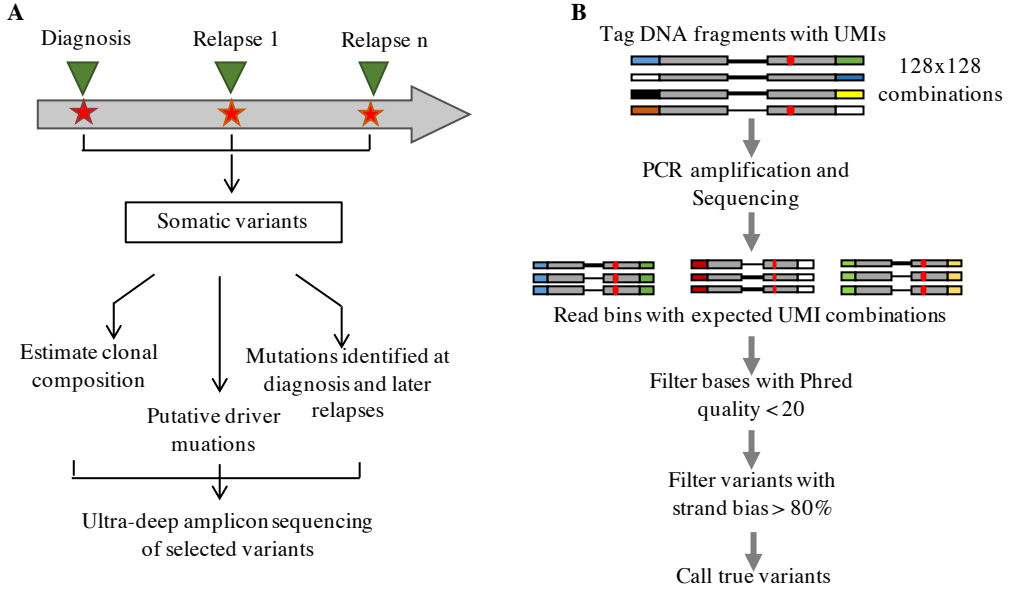 A
Diagnosis
Relapse 1
Relapse n
Somatic variants
Estimate clonal
composition
Putative driver
muations
Mutations identified at
diagnosis and later
relapses
Ultra-deep amplicon sequencing
of selected variants
B
Tag DNA fragments with UMIs
128x128
combinations
PCR amplification and
Sequencing
Read bins with expected UMI combinations
Filter bases with Phred
quality < 20
Filter variants with
strand bias > 80%
Call true variants